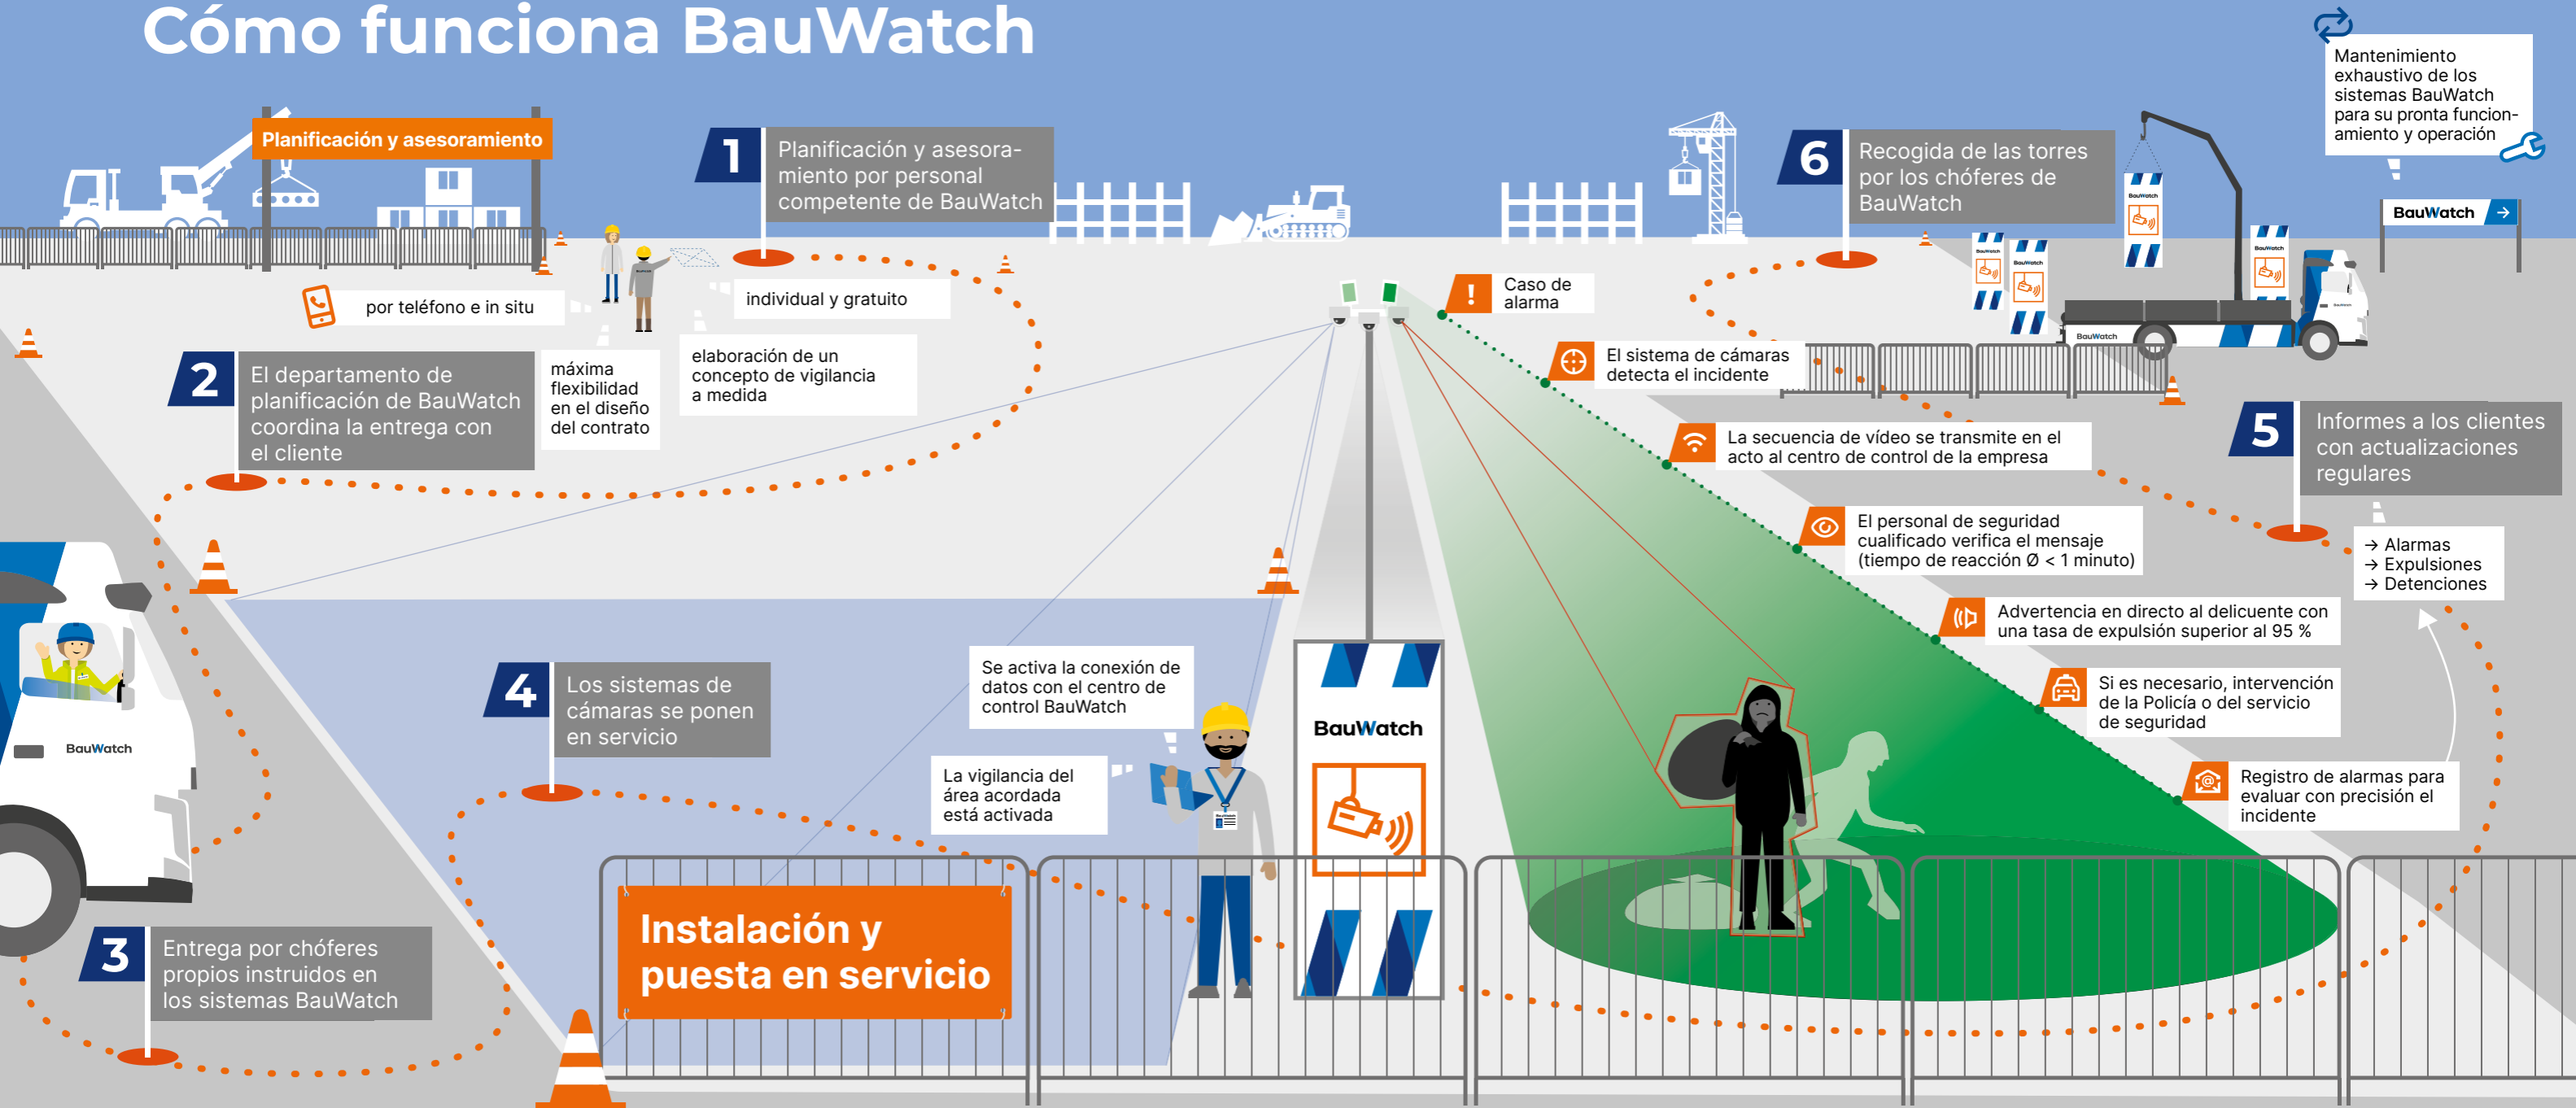 Cómo funciona BauWatch
Planificación y asesoramiento
1
Planificación y asesora-
miento por personal
competente de BauWatch
por teléfono e in situ
individual y gratuito
máxima
flexibilidad
en el diseño
del contrato
elaboración de un
concepto de vigilancia
a medida
2
El departamento de
planificación de BauWatch
coordina la entrega con
el cliente
BauWatch
3
Entrega por chóferes
propios instruidos en
los sistemas BauWatch
4
Los sistemas de
cámaras se ponen
en servicio
Se activa la conexión de
datos con el centro de
control BauWatch
La vigilancia del
área acordada
está activada
Instalación y
puesta en servicio
BauWatch
!
Caso de
alarma
El sistema de cámaras
detecta el incidente
La secuencia de vídeo se transmite en el
acto al centro de control de la empresa
El personal de seguridad
cualificado verifica el mensaje
(tiempo de reacción Ø < 1 minuto)
Advertencia en directo al delicuente con
una tasa de expulsión superior al 95 %
Si es necesario, intervención
de la Policía o del servicio
de seguridad
@
Registro de alarmas para
evaluar con precisión el
incidente
5
Informes a los clientes
con actualizaciones
regulares
→ Alarmas
→ Expulsiones
→ Detenciones
6
Recogida de las torres
por los chóferes de
BauWatch
BauWatch
BauWatch
BauWatch
BauWatch
BauWatch
Mantenimiento
exhaustivo de los
sistemas BauWatch
para su pronta funcion-
amiento y operación
BauWatch →